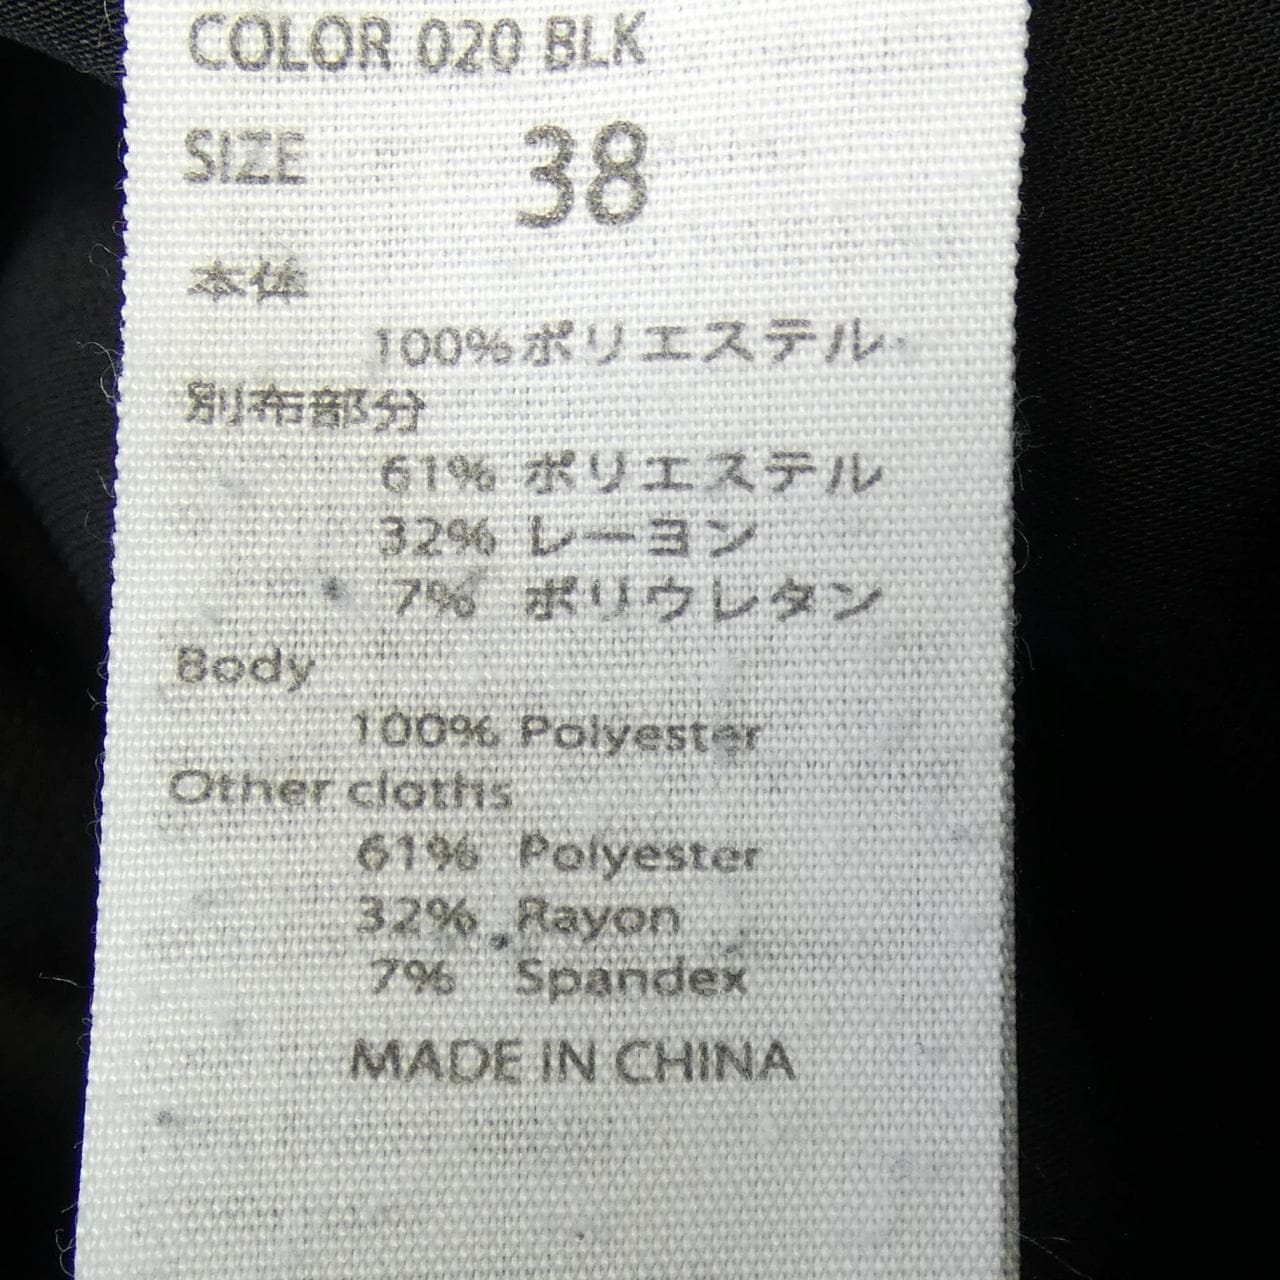 COLOR 020 BLK
SIZE 38
本体
100%ポリエステル
別布部分
61% ポリエステル
32% レーヨン
7% ポリウレタン
Body
100% Polyester
Other cloths
61% Polyester
32% Rayon
7% Spandex
MADE IN CHINA